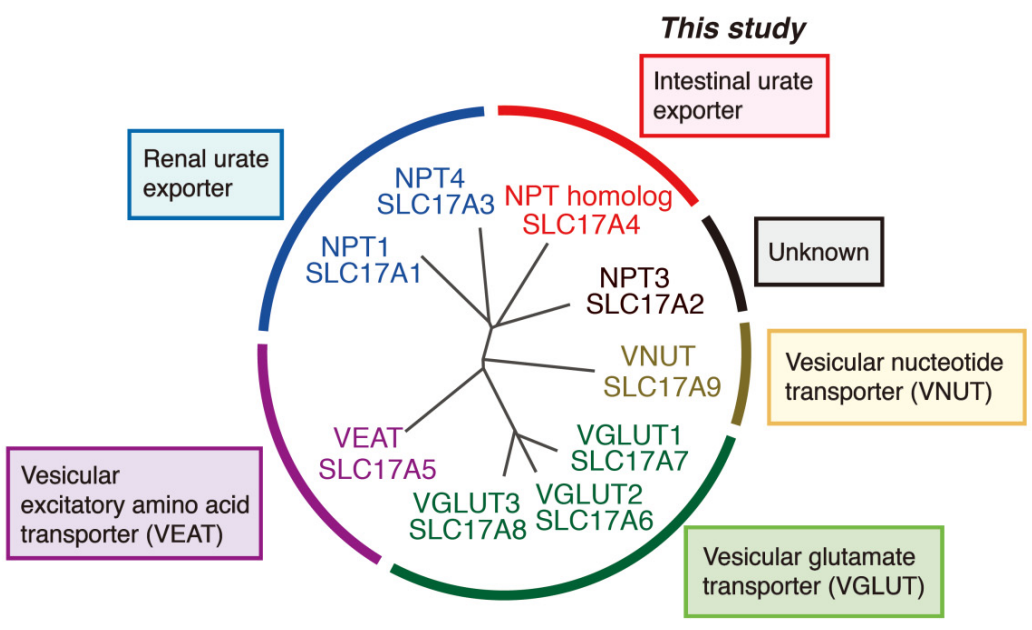 This study
Intestinal urate
exporter
Renal urate
exporter
NPT4
SLC17A3
NPT homolog
SLC17A4
NPT1
SLC17A1
Unknown
NPT3
SLC17A2
VNUT
SLC17A9
Vesicular nucteotide
transporter (VNUT)
VEAT
SLC17A5
VGLUT1
SLC17A7
Vesicular
excitatory amino acid
transporter (VEAT)
VGLUT3
SLC17A8
VGLUT2
SLC17A6
Vesicular glutamate
transporter (VGLUT)